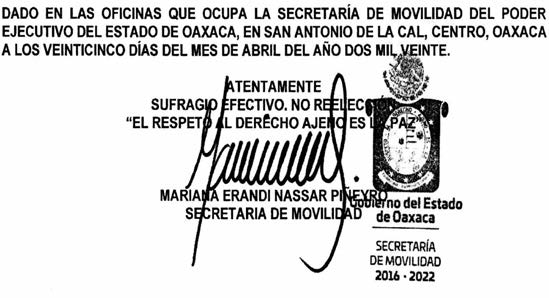 DADO EN LAS OFICINAS QUE OCUPA LA SECRETARÍA DE MOVILIDAD DEL PODER
EJECUTIVO DEL ESTADO DE OAXACA, EN SAN ANTONIO DE LA CAL, CENTRO, OAXACA
A LOS VEINTICINCO DÍAS DEL MES DE ABRIL DEL AÑO DOS MIL VEINTE.
ATENTAMENTE
SUFRAGIO EFECTIVO. NO REELECCIÓN
"EL RESPETO AL DERECHO AJENO ES LA PAZ"
MARIANA ERANDI NASSAR PIÑEYRO
SECRETARIA DE MOVILIDAD
Gobierno del Estado
de Oaxaca
SECRETARÍA
DE MOVILIDAD
2016 - 2022